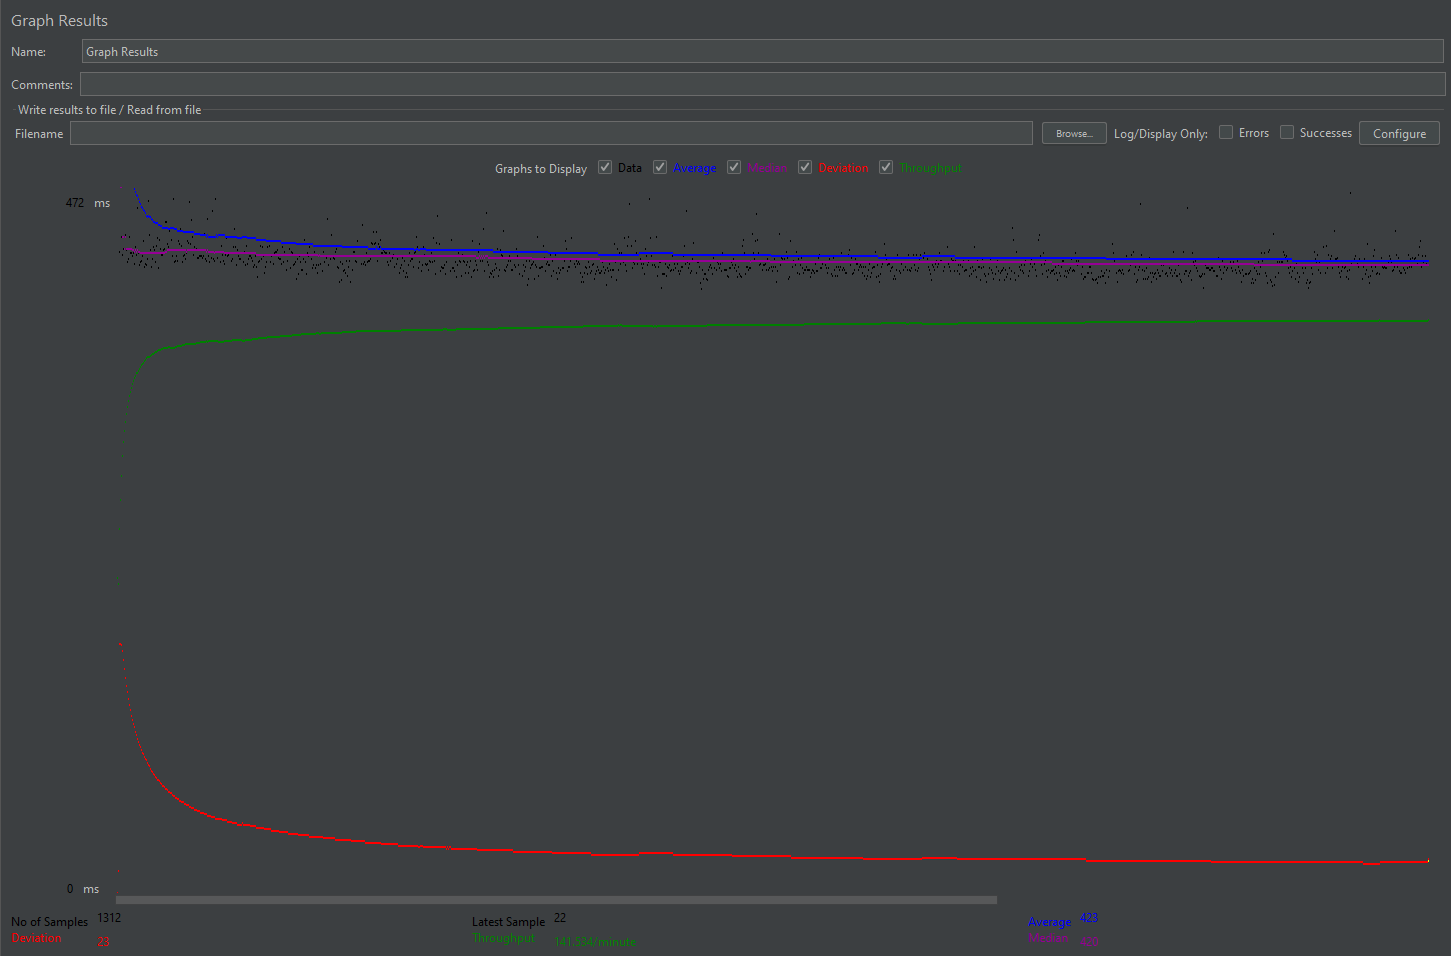 Graph Results
Name: Graph Results
Comments:
Write results to file / Read from file
Filename Browse... Log/Display Only: Errors Successes Configure
Graphs to Display Data Average Median Deviation Throughput
472 ms
0 ms
No of Samples 1312 Latest Sample 22 Average 423
Deviation 23 Throughput 141.534/minute Median